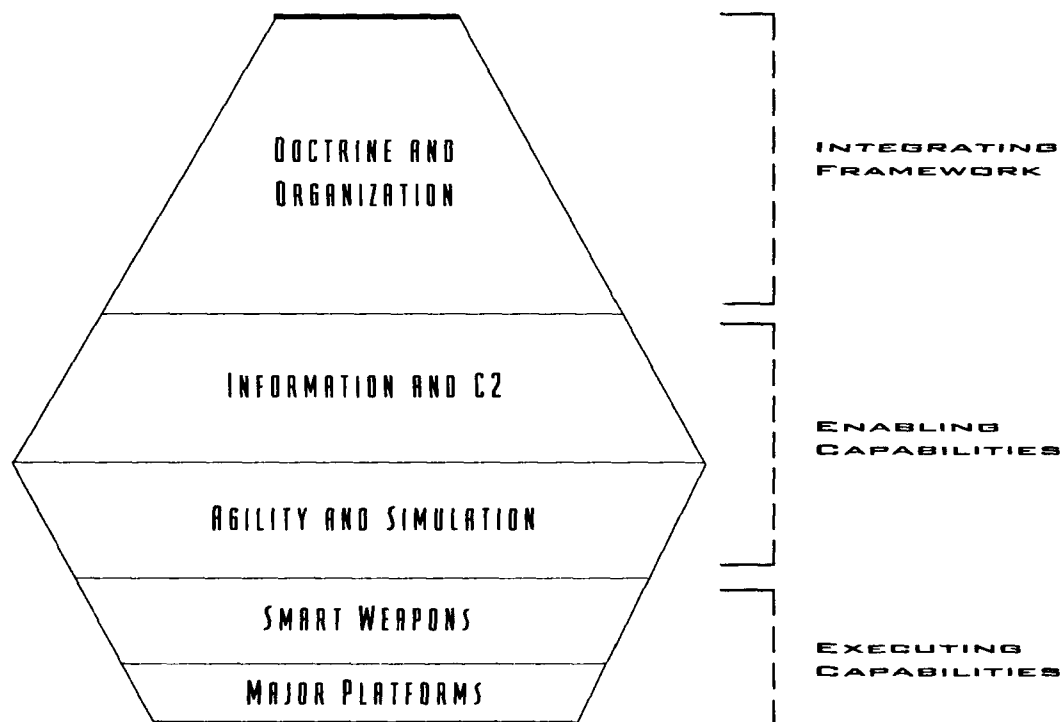 DOCTRINE AND
ORGANIZATION
INTEGRATING
FRAMEWORK
INFORMATION AND C2
ENABLING
CAPABILITIES
AGILITY AND SIMULATION
SMART WEAPONS
EXECUTING
CAPABILITIES
MAJOR PLATFORMS